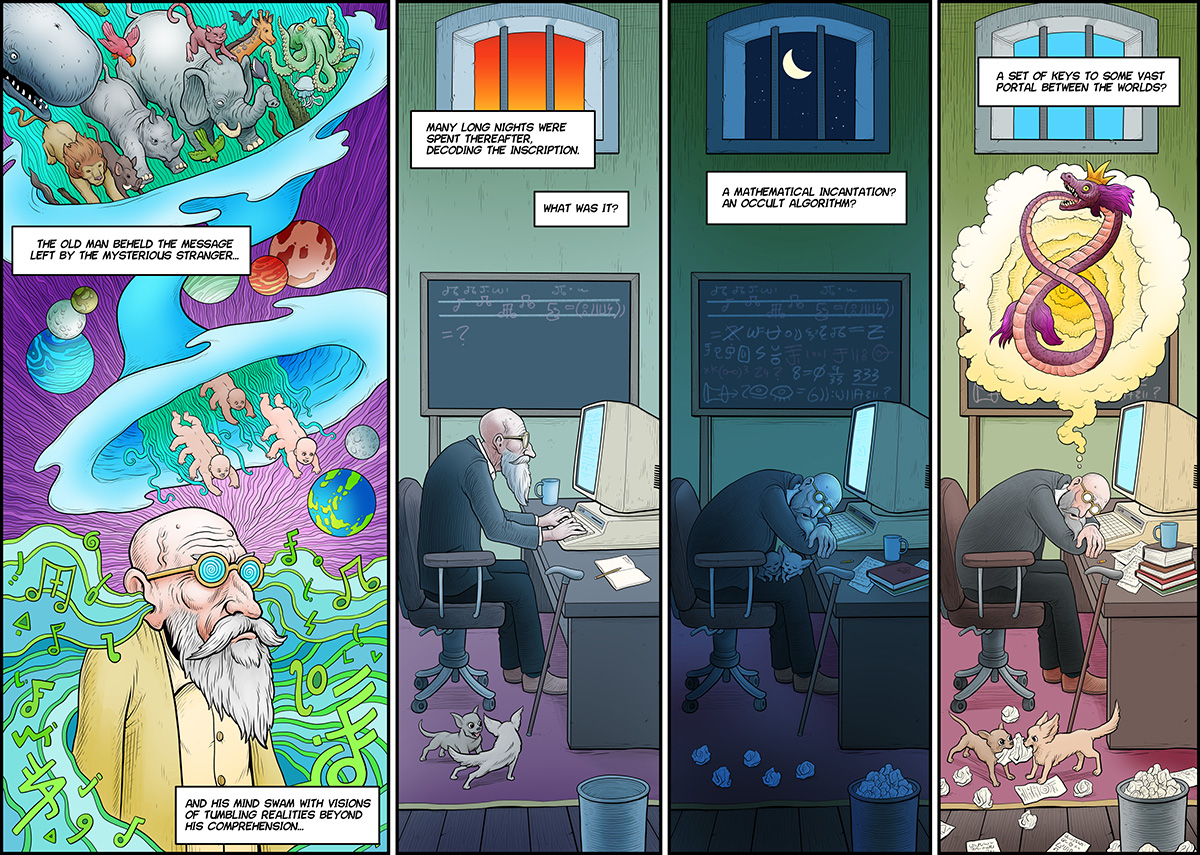 THE OLD MAN BEHELD THE MESSAGE
LEFT BY THE MYSTERIOUS STRANGER...
AND HIS MIND SWAM WITH VISIONS
OF TUMBLING REALITIES BEYOND
HIS COMPREHENSION...
MANY LONG NIGHTS WERE
SPENT THEREAFTER,
DECODING THE INSCRIPTION.
WHAT WAS IT?
= ?
A MATHEMATICAL INCANTATION?
AN OCCULT ALGORITHM?
A SET OF KEYS TO SOME VAST
PORTAL BETWEEN THE WORLDS?